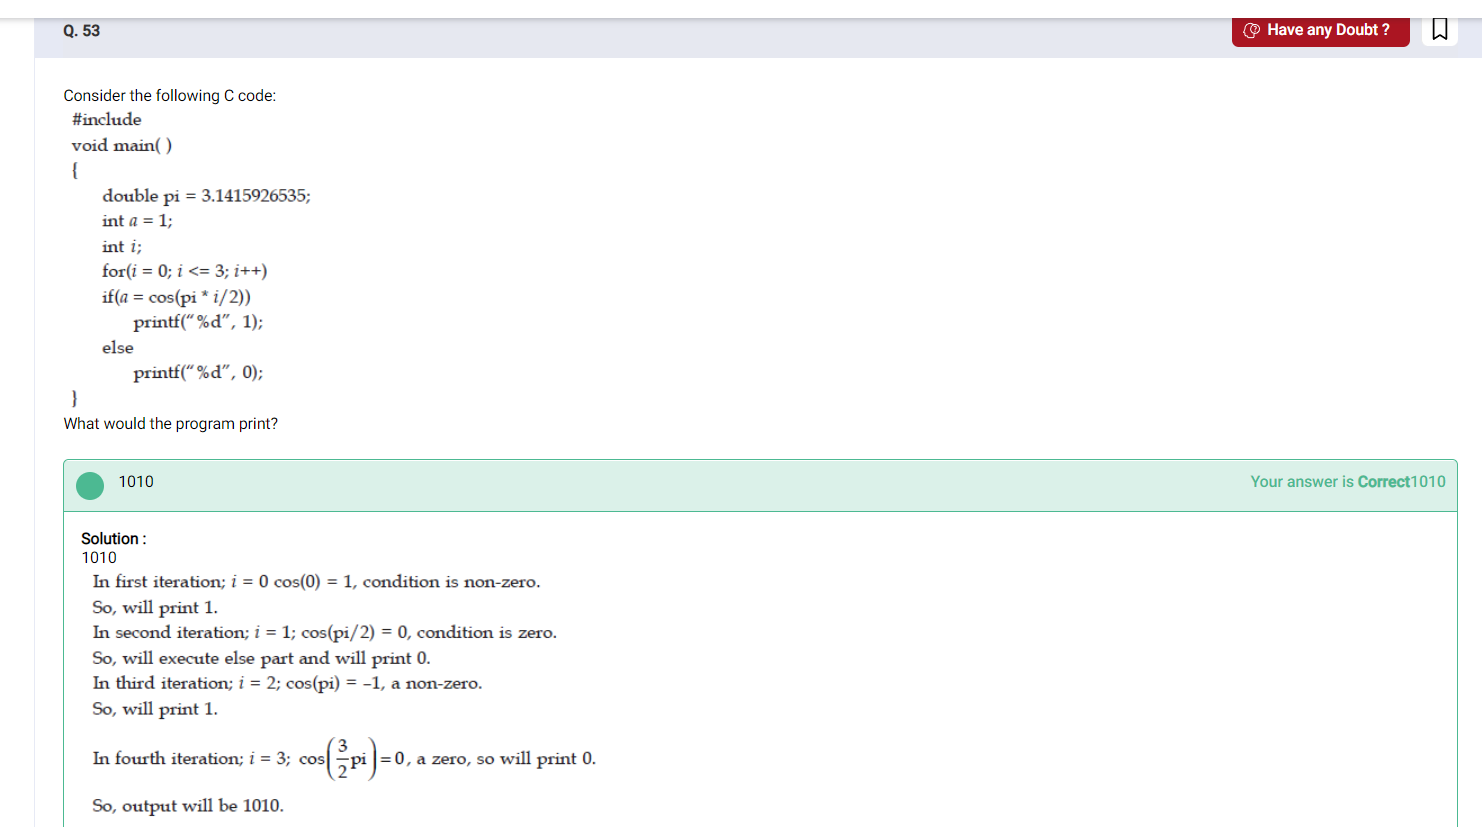 Q. 53
Have any Doubt ?
Consider the following C code:
#include
void main( )
{
double pi = 3.1415926535;
int a = 1;
int i;
for(i = 0; i <= 3; i++)
if(a = cos(pi * i/2))
printf(“%d”, 1);
else
printf(“%d”, 0);
}
What would the program print?
1010
Your answer is Correct1010
Solution :
1010
In first iteration; i = 0 cos(0) = 1, condition is non-zero.
So, will print 1.
In second iteration; i = 1; cos(pi/2) = 0, condition is zero.
So, will execute else part and will print 0.
In third iteration; i = 2; cos(pi) = –1, a non-zero.
So, will print 1.
In fourth iteration; i = 3; cos(3/2 pi) = 0, a zero, so will print 0.
So, output will be 1010.